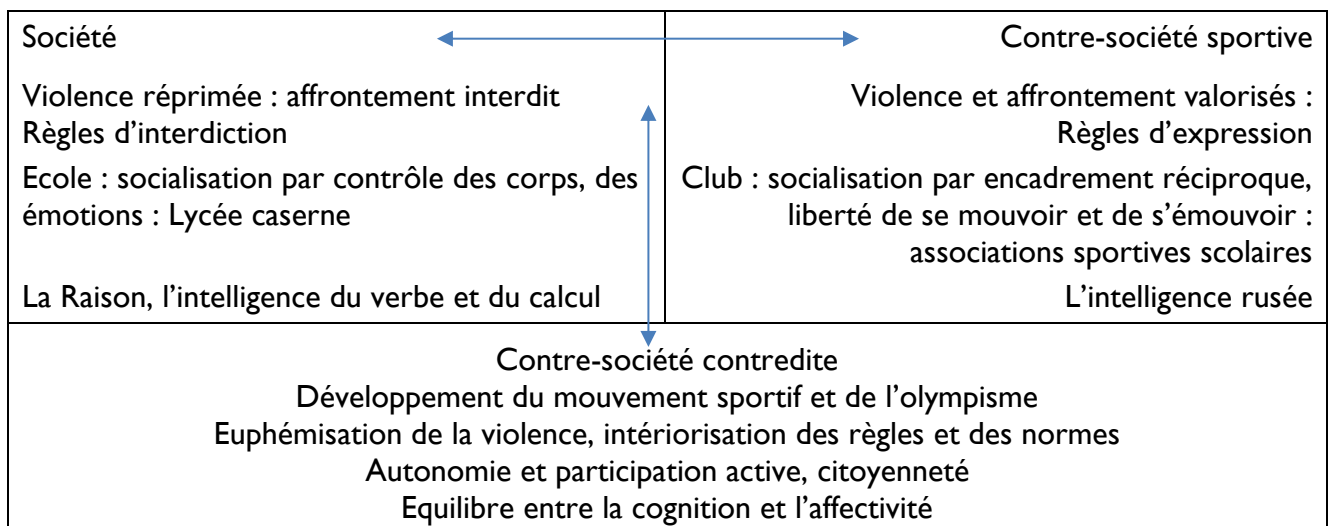 Société
Violence réprimée : affrontement interdit
Règles d’interdiction
Ecole : socialisation par contrôle des corps, des
émotions : Lycée caserne
La Raison, l’intelligence du verbe et du calcul
Contre-société sportive
Violence et affrontement valorisés :
Règles d’expression
Club : socialisation par encadrement réciproque,
liberté de se mouvoir et de s’émouvoir :
associations sportives scolaires
L’intelligence rusée
Contre-société contredite
Développement du mouvement sportif et de l’olympisme
Euphémisation de la violence, intériorisation des règles et des normes
Autonomie et participation active, citoyenneté
Equilibre entre la cognition et l’affectivité